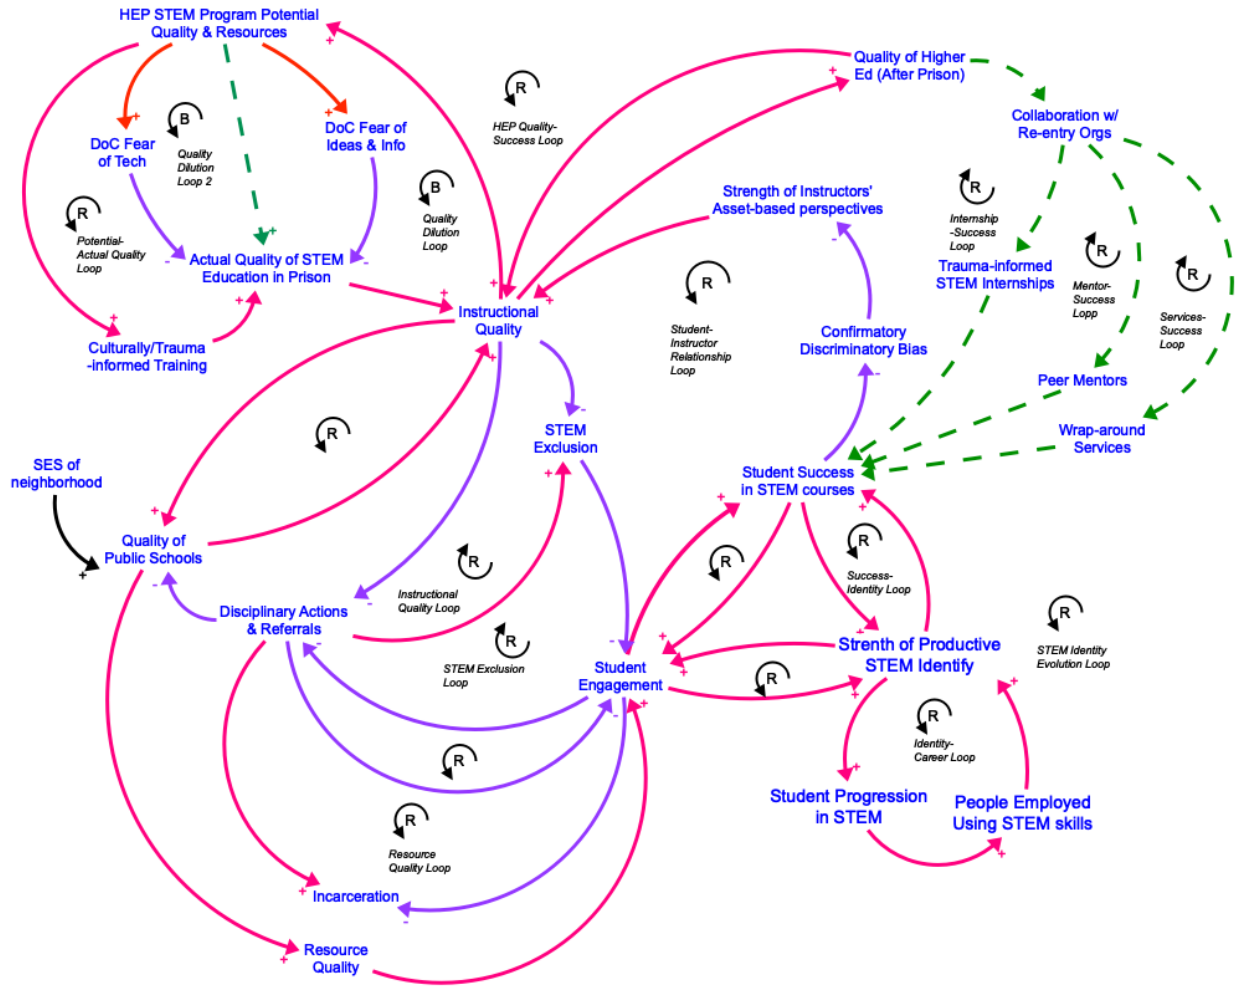 HEP STEM Program Potential
Quality & Resources
+
+
+
B
Quality
Dilution
Loop 2
DoC Fear
of Tech
DoC Fear of
Ideas & Info
R
HEP Quality-
Success Loop
+
Quality of Higher
Ed (After Prison)
Collaboration w/
Re-entry Orgs
R
Potential-
Actual Quality
Loop
B
Quality
Dilution
Loop
Strength of Instructors'
Asset-based perspectives
-
R
Internship
-Success
Loop
+
-
-
Actual Quality of STEM
Education in Prison
R
Mentor-
Success
Lopp
R
Services-
Success
Loop
Trauma-informed
STEM Internships
R
Student-
Instructor
Relationship
Loop
+
+
+
+
+
Instructional
Quality
+
Culturally/Trauma
-informed Training
Confirmatory
Discriminatory Bias
-
Peer Mentors
-
STEM
Exclusion
+
R
Wrap-around
Services
SES of
neighborhood
Student Success
in STEM courses
+
+
+
+
Quality of
Public Schools
-
R
Instructional
Quality Loop
R
R
Success-
Identity Loop
-
Disciplinary Actions
& Referrals
-
R
STEM Exclusion
Loop
-
+
+
+
+
Strenth of Productive
STEM Identify
R
STEM Identity
Evolution Loop
Student
Engagement
R
+
+
-
+
R
R
Identity-
Career Loop
+
Student Progression
in STEM
People Employed
Using STEM skills
+
R
Resource
Quality Loop
+
Incarceration
-
+
Resource
Quality